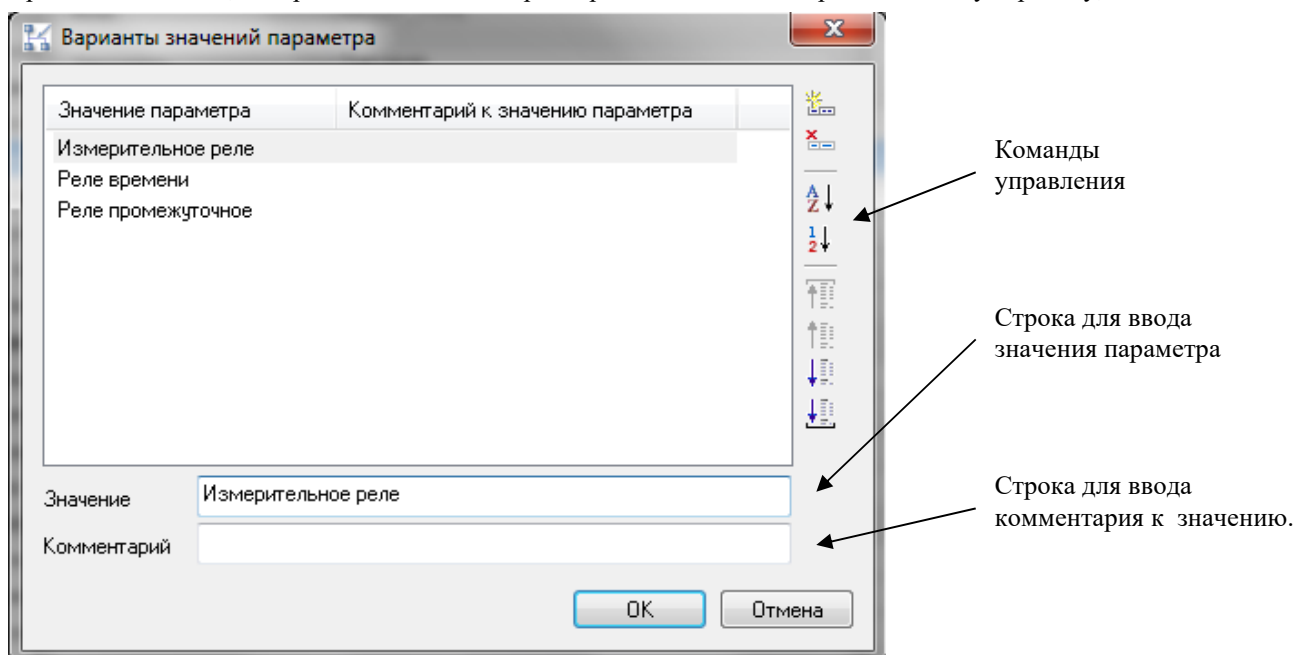 Варианты значений параметра
Значение параметра Комментарий к значению параметра
Измерительное реле
Реле времени
Реле промежуточное
Команды
управления
Строка для ввода
значения параметра
Значение Измерительное реле
Строка для ввода
комментария к значению.
Комментарий
OK Отмена